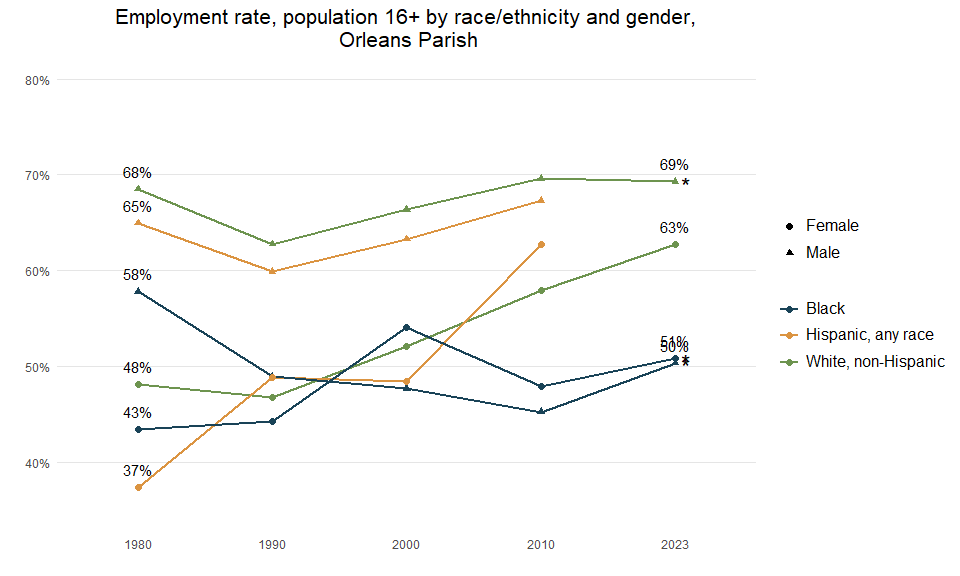 Employment rate, population 16+ by race/ethnicity and gender,
Orleans Parish
80%
70%
60%
50%
40%
68%
65%
58%
48%
43%
37%
69%
*
63%
51%
50%
*
*
1980 1990 2000 2010 2023
Female
Male
Black
Hispanic, any race
White, non-Hispanic